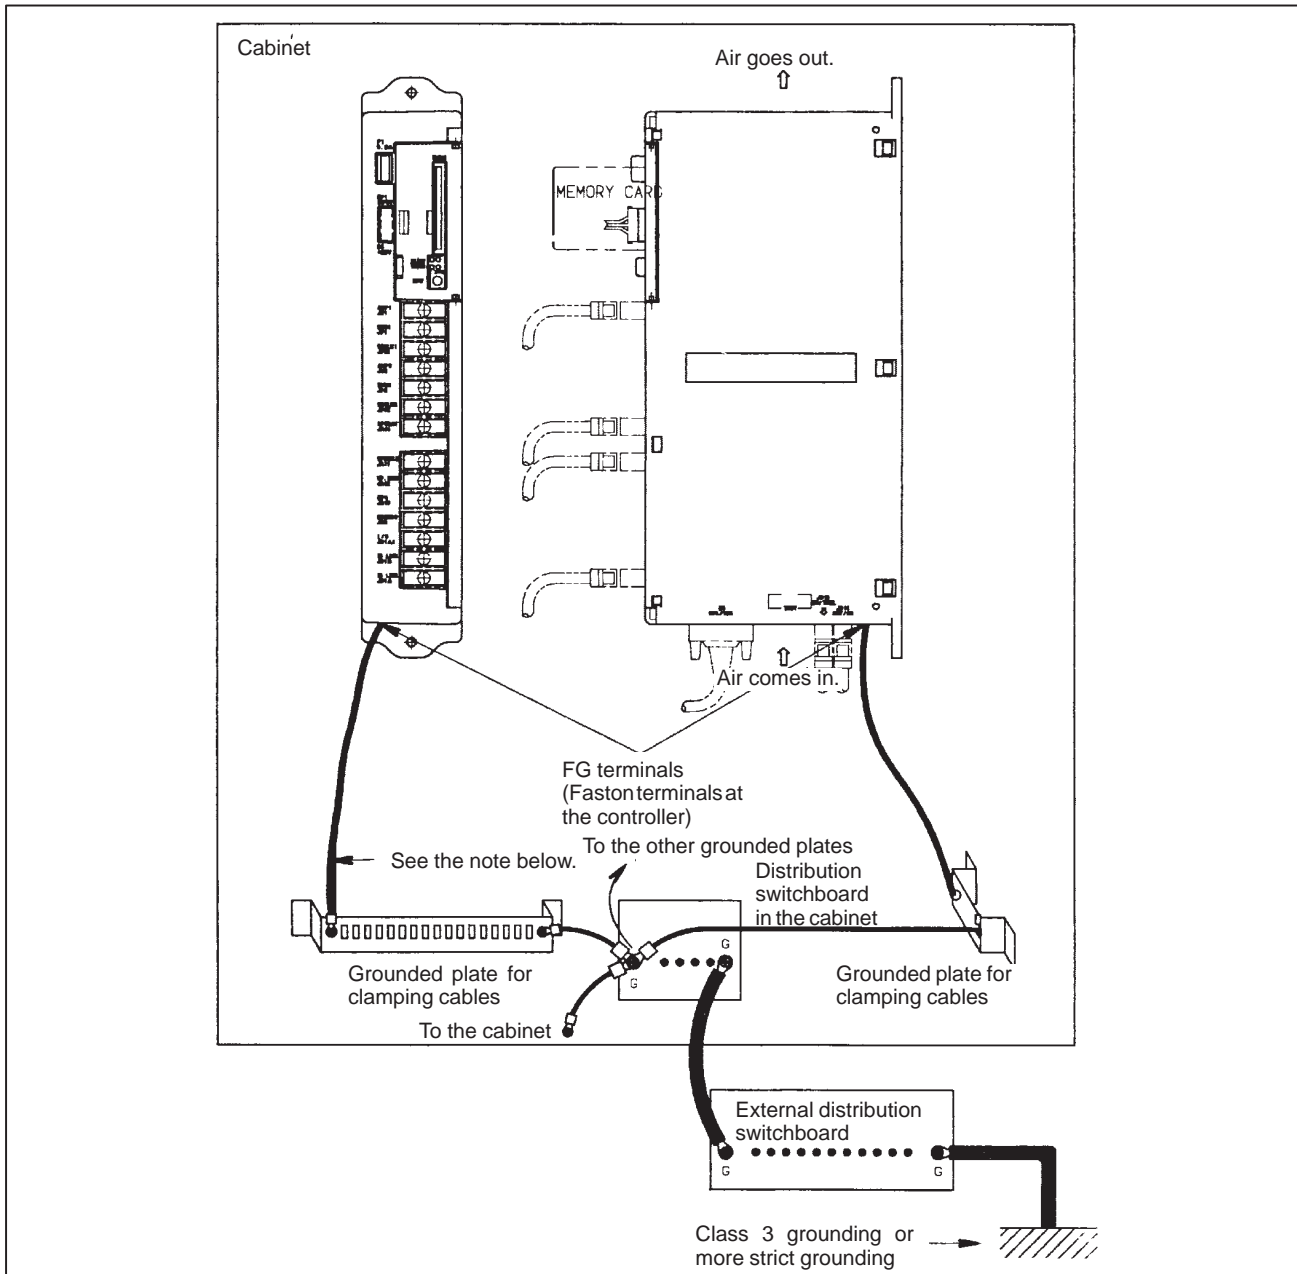 Cabinet
Air goes out.
MEMORY CARD
Air comes in.
FG terminals
(Faston terminals at
the controller)
To the other grounded plates
See the note below.
Distribution
switchboard
in the cabinet
G
G
Grounded plate for
clamping cables
Grounded plate for
clamping cables
To the cabinet
External distribution
switchboard
G
G
Class 3 grounding or
more strict grounding